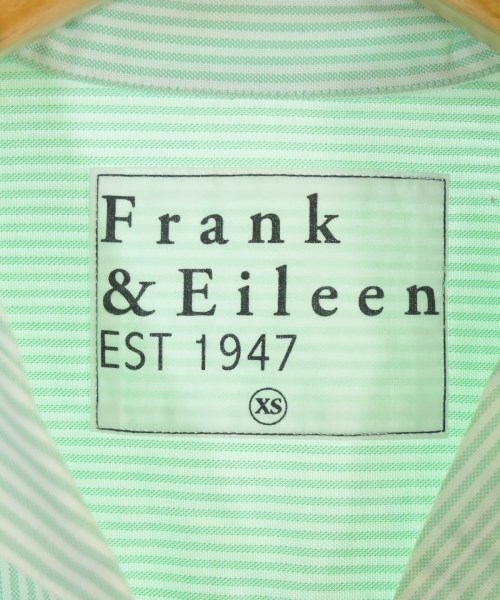 Frank
& Eileen
EST 1947
XS